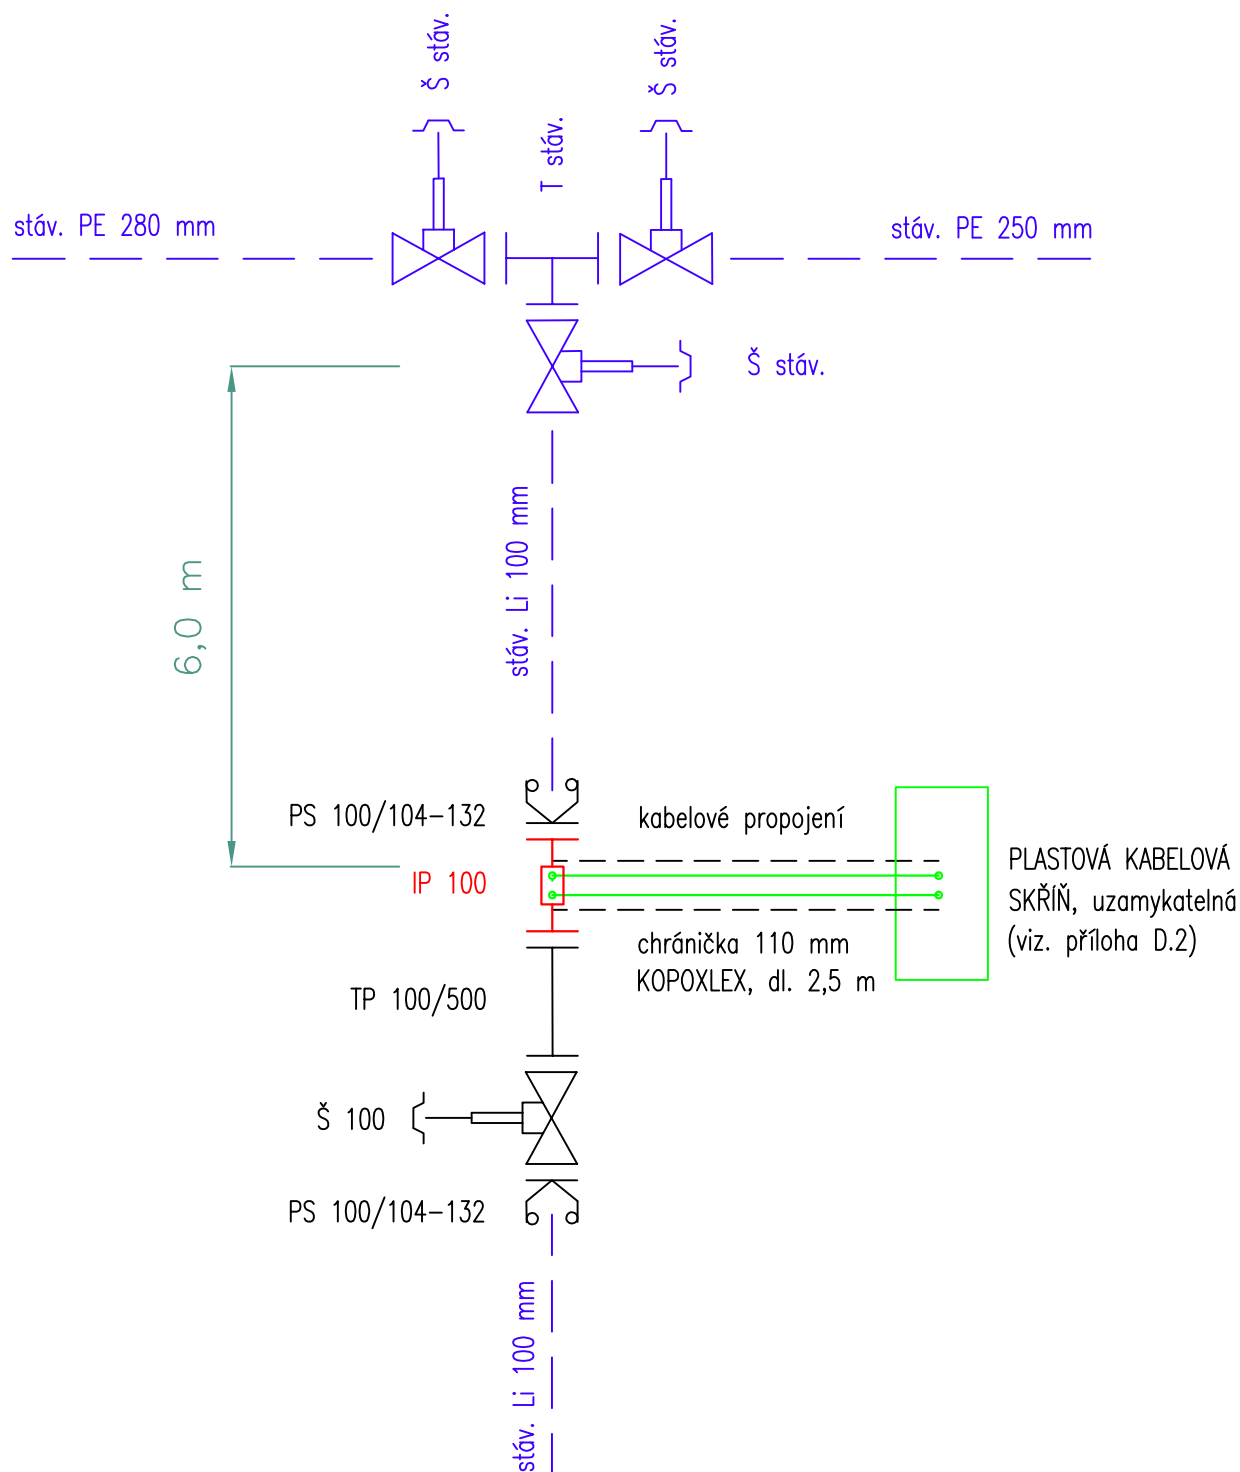 Š stáv.
Š stáv.
T stáv.
stáv. PE 280 mm
stáv. PE 250 mm
Š stáv.
6,0 m
stáv. Li 100 mm
PS 100/104-132
kabelové propojení
IP 100
PLASTOVÁ KABELOVÁ
SKŘÍŇ, uzamykatelná
(viz. příloha D.2)
chránička 110 mm
KOPOXLEX, dl. 2,5 m
TP 100/500
Š 100
PS 100/104-132
stáv. Li 100 mm